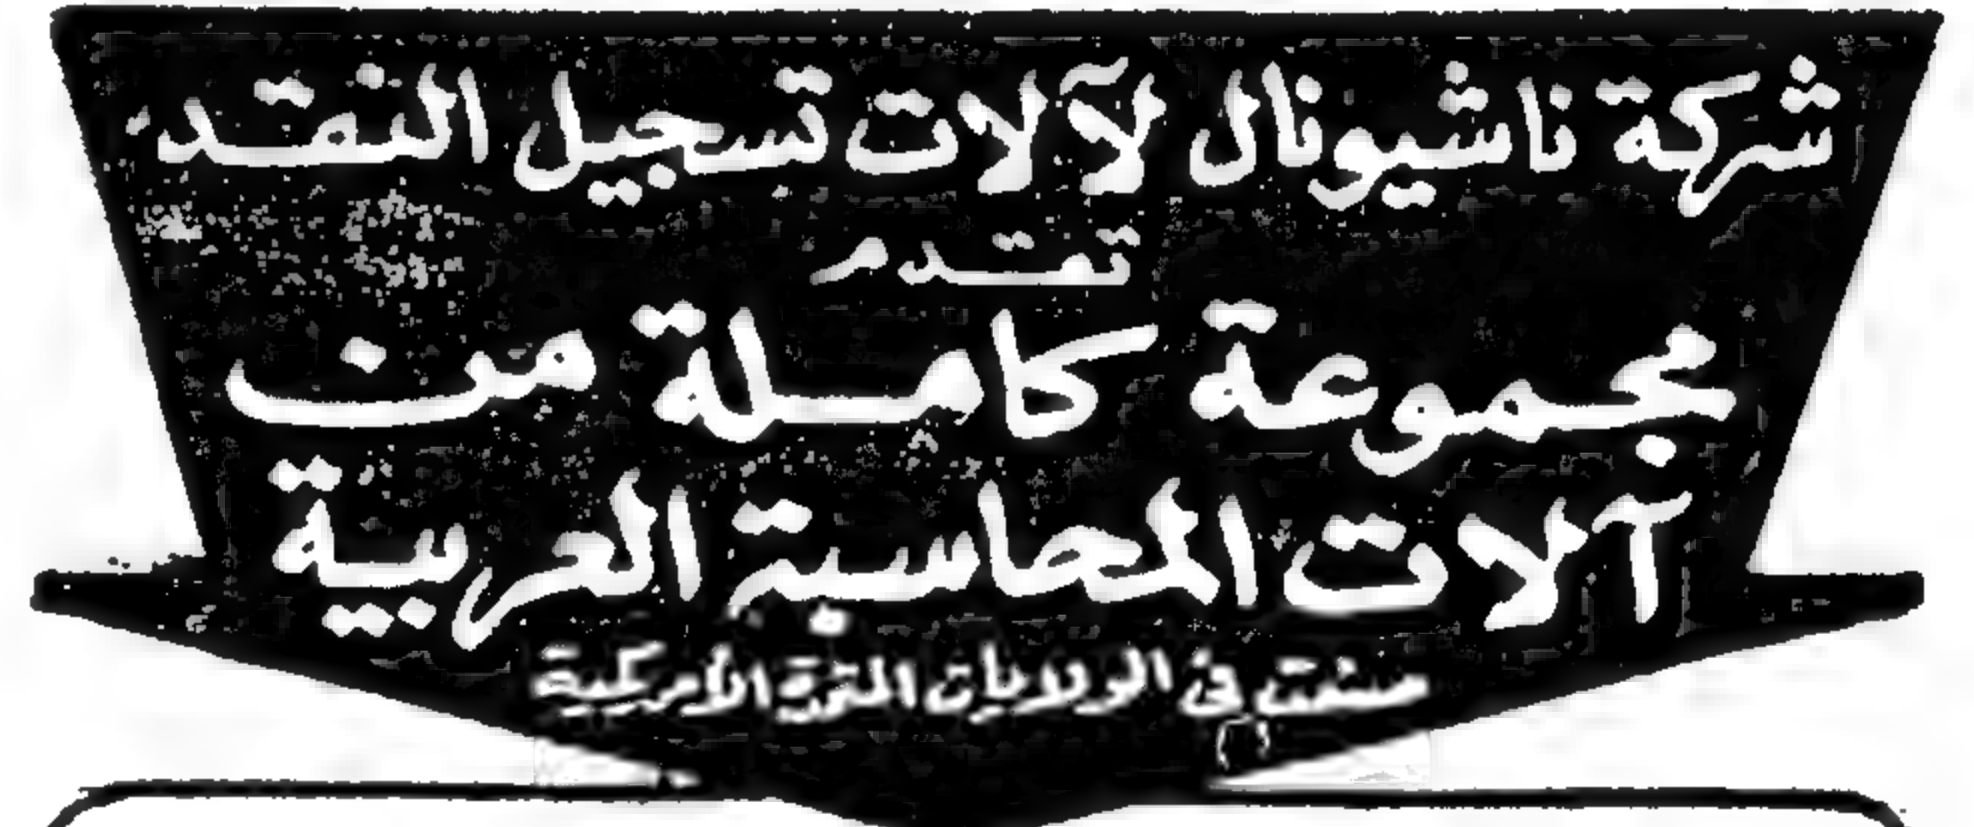 شركة ناشيونال لآلات تسجيل النقد
تقدم
مجموعة كاملة من
آلات المحاسبة العربية
صنعت في الولايات المتحدة الأمريكية